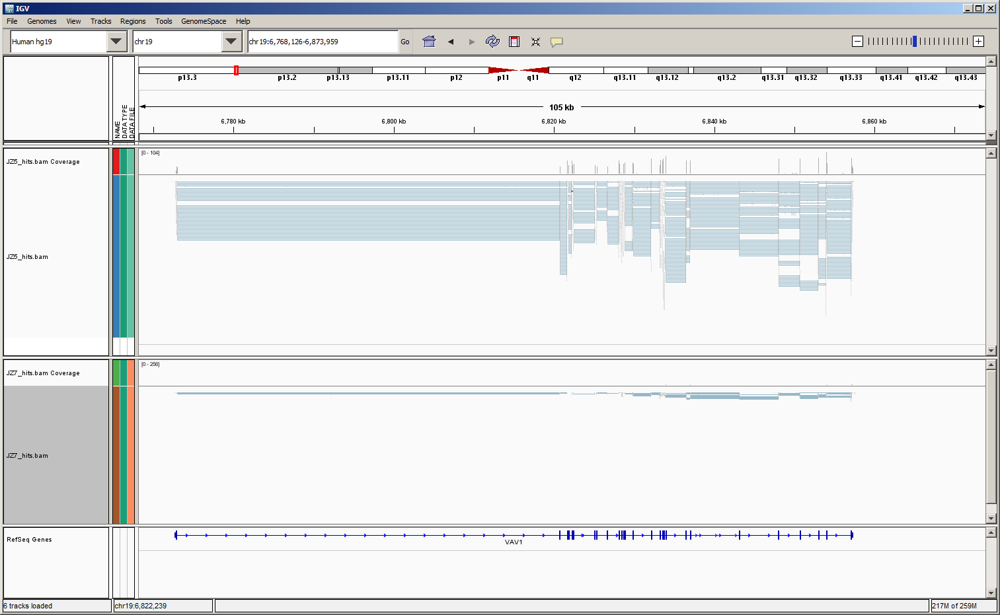 IGV
File Genomes View Tracks Regions Tools GenomeSpace Help
Human hg19 chr19 chr19:6,768,126-6,873,959 Go
p13.3 p13.2 p13.13 p13.11 p12 p11 q11 q12 q13.11 q13.12 q13.2 q13.31 q13.32 q13.33 q13.41 q13.42 q13.43
105 kb
NAME
DATA TYPE
DATA FILE
6,780 kb 6,800 kb 6,820 kb 6,840 kb 6,860 kb
[0 - 104]
JZ5_hits.bam Coverage
JZ5_hits.bam
[0 - 256]
JZ7_hits.bam Coverage
JZ7_hits.bam
RefSeq Genes
VAV1
6 tracks loaded chr19:6,822,239 217M of 259M